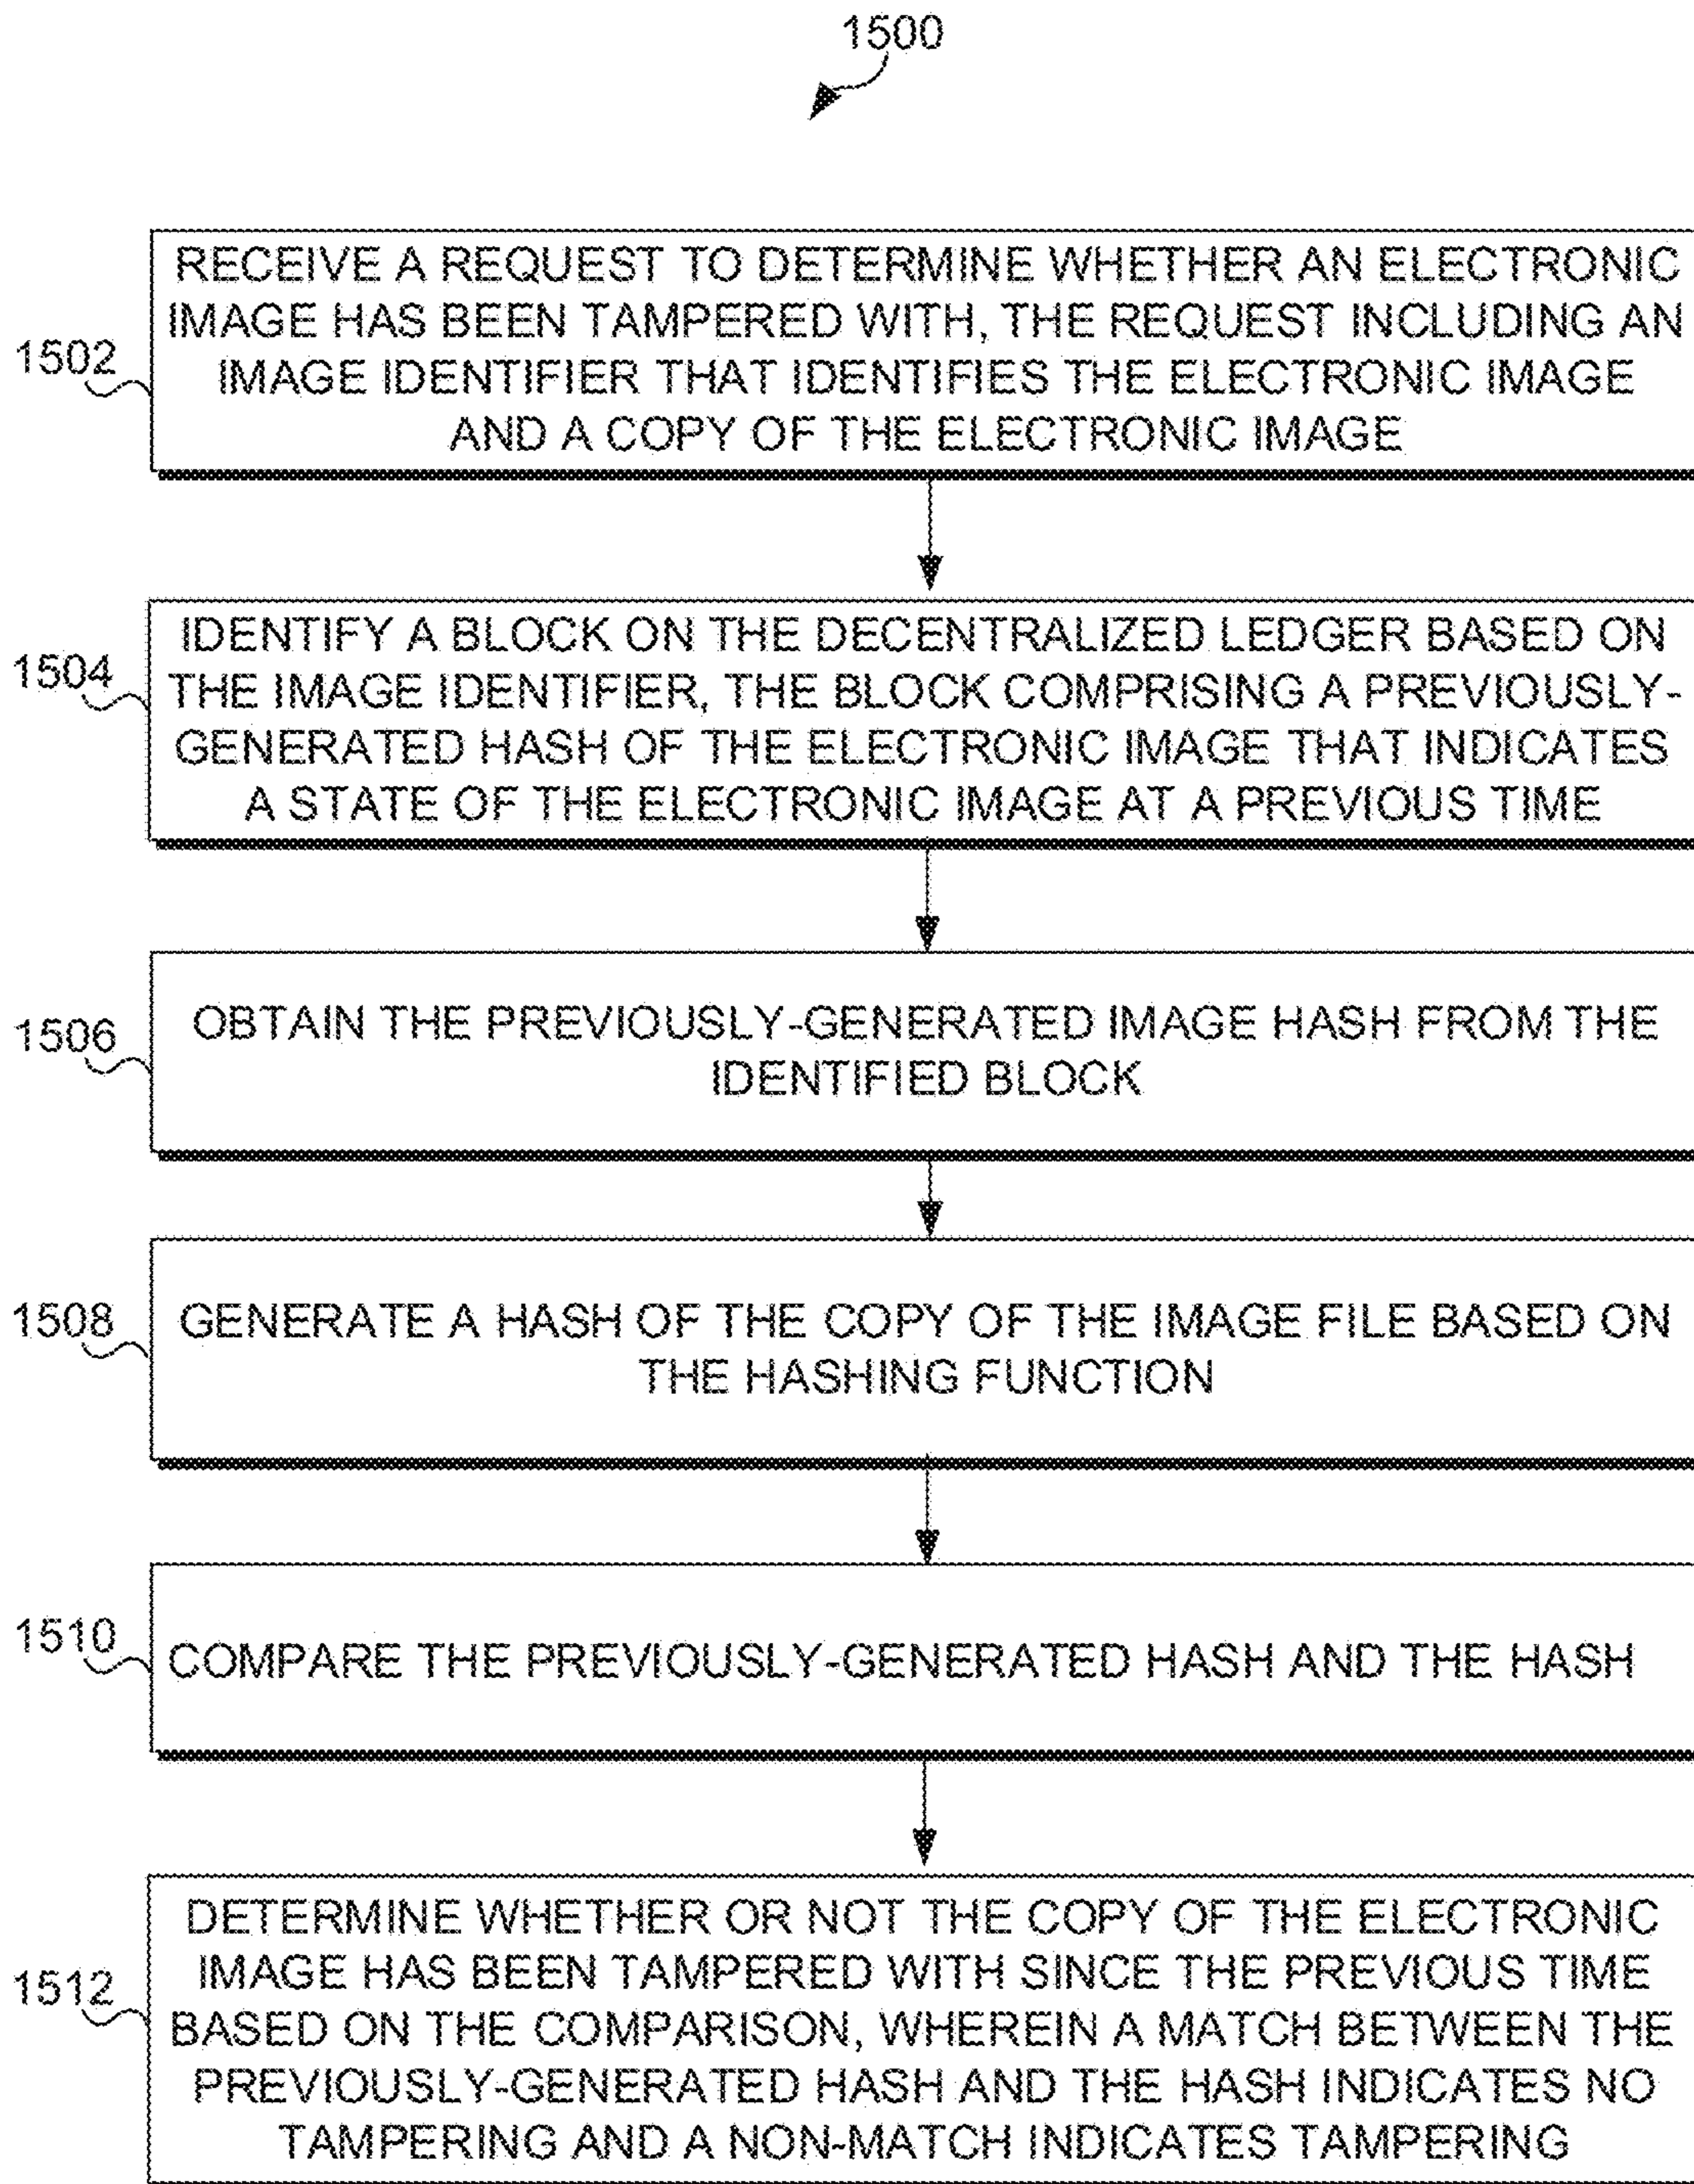 1500
RECEIVE A REQUEST TO DETERMINE WHETHER AN ELECTRONIC
IMAGE HAS BEEN TAMPERED WITH, THE REQUEST INCLUDING AN
IMAGE IDENTIFIER THAT IDENTIFIES THE ELECTRONIC IMAGE
AND A COPY OF THE ELECTRONIC IMAGE
1502
IDENTIFY A BLOCK ON THE DECENTRALIZED LEDGER BASED ON
THE IMAGE IDENTIFIER, THE BLOCK COMPRISING A PREVIOUSLY-
GENERATED HASH OF THE ELECTRONIC IMAGE THAT INDICATES
A STATE OF THE ELECTRONIC IMAGE AT A PREVIOUS TIME
1504
OBTAIN THE PREVIOUSLY-GENERATED IMAGE HASH FROM THE
IDENTIFIED BLOCK
1506
GENERATE A HASH OF THE COPY OF THE IMAGE FILE BASED ON
THE HASHING FUNCTION
1508
COMPARE THE PREVIOUSLY-GENERATED HASH AND THE HASH
1510
DETERMINE WHETHER OR NOT THE COPY OF THE ELECTRONIC
IMAGE HAS BEEN TAMPERED WITH SINCE THE PREVIOUS TIME
BASED ON THE COMPARISON, WHEREIN A MATCH BETWEEN THE
PREVIOUSLY-GENERATED HASH AND THE HASH INDICATES NO
TAMPERING AND A NON-MATCH INDICATES TAMPERING
1512